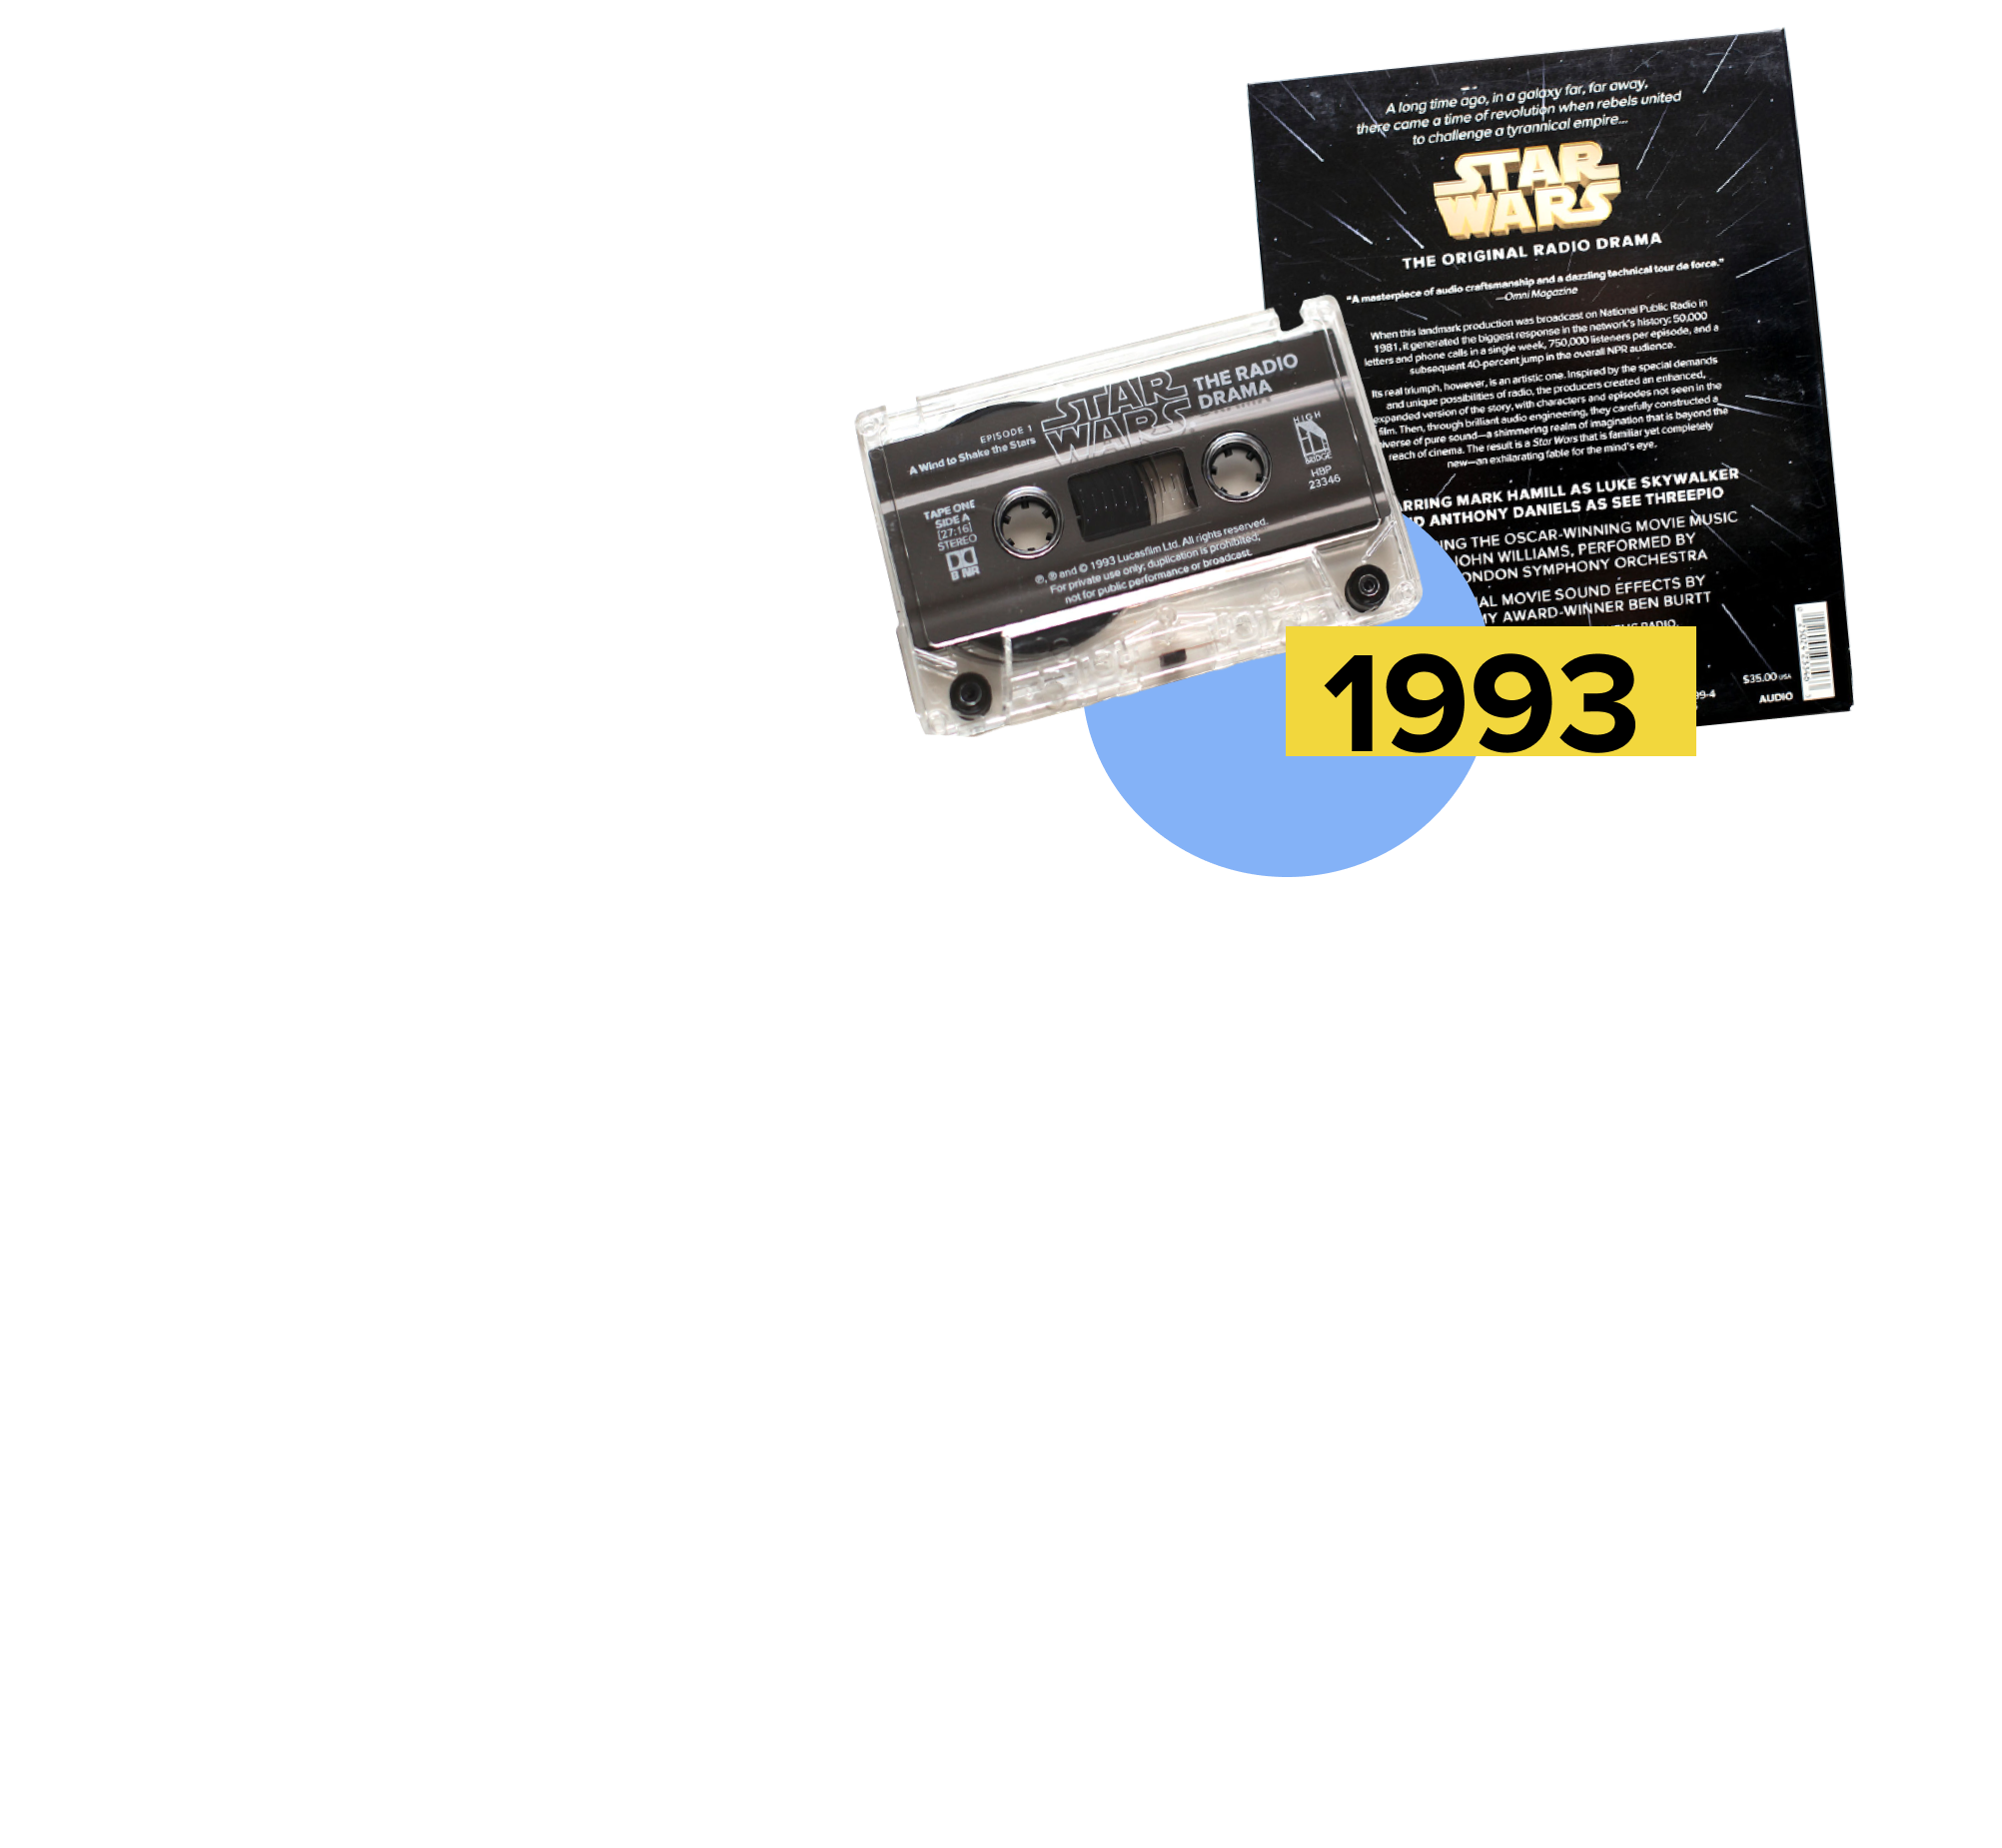 A long time ago, in a galaxy far, far away,
there came a time of revolution when rebels united
to challenge a tyrannical empire...
STAR
WARS
THE ORIGINAL RADIO DRAMA
"A masterpiece of audio craftsmanship and a dazzling technical tour de force."
—Omni Magazine
When this landmark production was broadcast on National Public Radio in
1981, it generated the biggest response in the network's history: 50,000
letters and phone calls in a single week, 750,000 listeners per episode, and a
subsequent 40-percent jump in the overall NPR audience.
Its real triumph, however, is an artistic one. Inspired by the special demands
and unique possibilities of radio, the producers created an enhanced,
expanded version of the story, with characters and episodes not seen in the
film. Then, through brilliant audio engineering, they carefully constructed a
iverse of pure sound—a shimmering realm of imagination that is beyond the
reach of cinema. The result is a Star Wars that is familiar yet completely
new—an exhilarating fable for the mind's eye.
RRING MARK HAMILL AS LUKE SKYWALKER
D ANTHONY DANIELS AS SEE THREEPIO
ING THE OSCAR-WINNING MOVIE MUSIC
JOHN WILLIAMS, PERFORMED BY
ONDON SYMPHONY ORCHESTRA
AL MOVIE SOUND EFFECTS BY
MY AWARD-WINNER BEN BURTT
RADIO.
$35.00 USA
99-4
AUDIO
STAR
WARS
THE RADIO
DRAMA
EPISODE 1
A Wind to Shake the Stars
HIGH
BRIDGE
HBP
23346
TAPE ONE
SIDE A
[27:16]
STEREO
B NR
℗, ® and © 1993 Lucasfilm Ltd. All rights reserved.
For private use only; duplication is prohibited,
not for public performance or broadcast.
1993